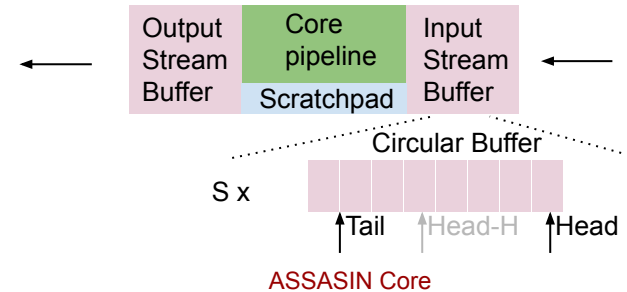 Output
Stream
Buffer
Core
pipeline
Scratchpad
Input
Stream
Buffer
Circular Buffer
S x
Tail
Head-H
Head
ASSASIN Core